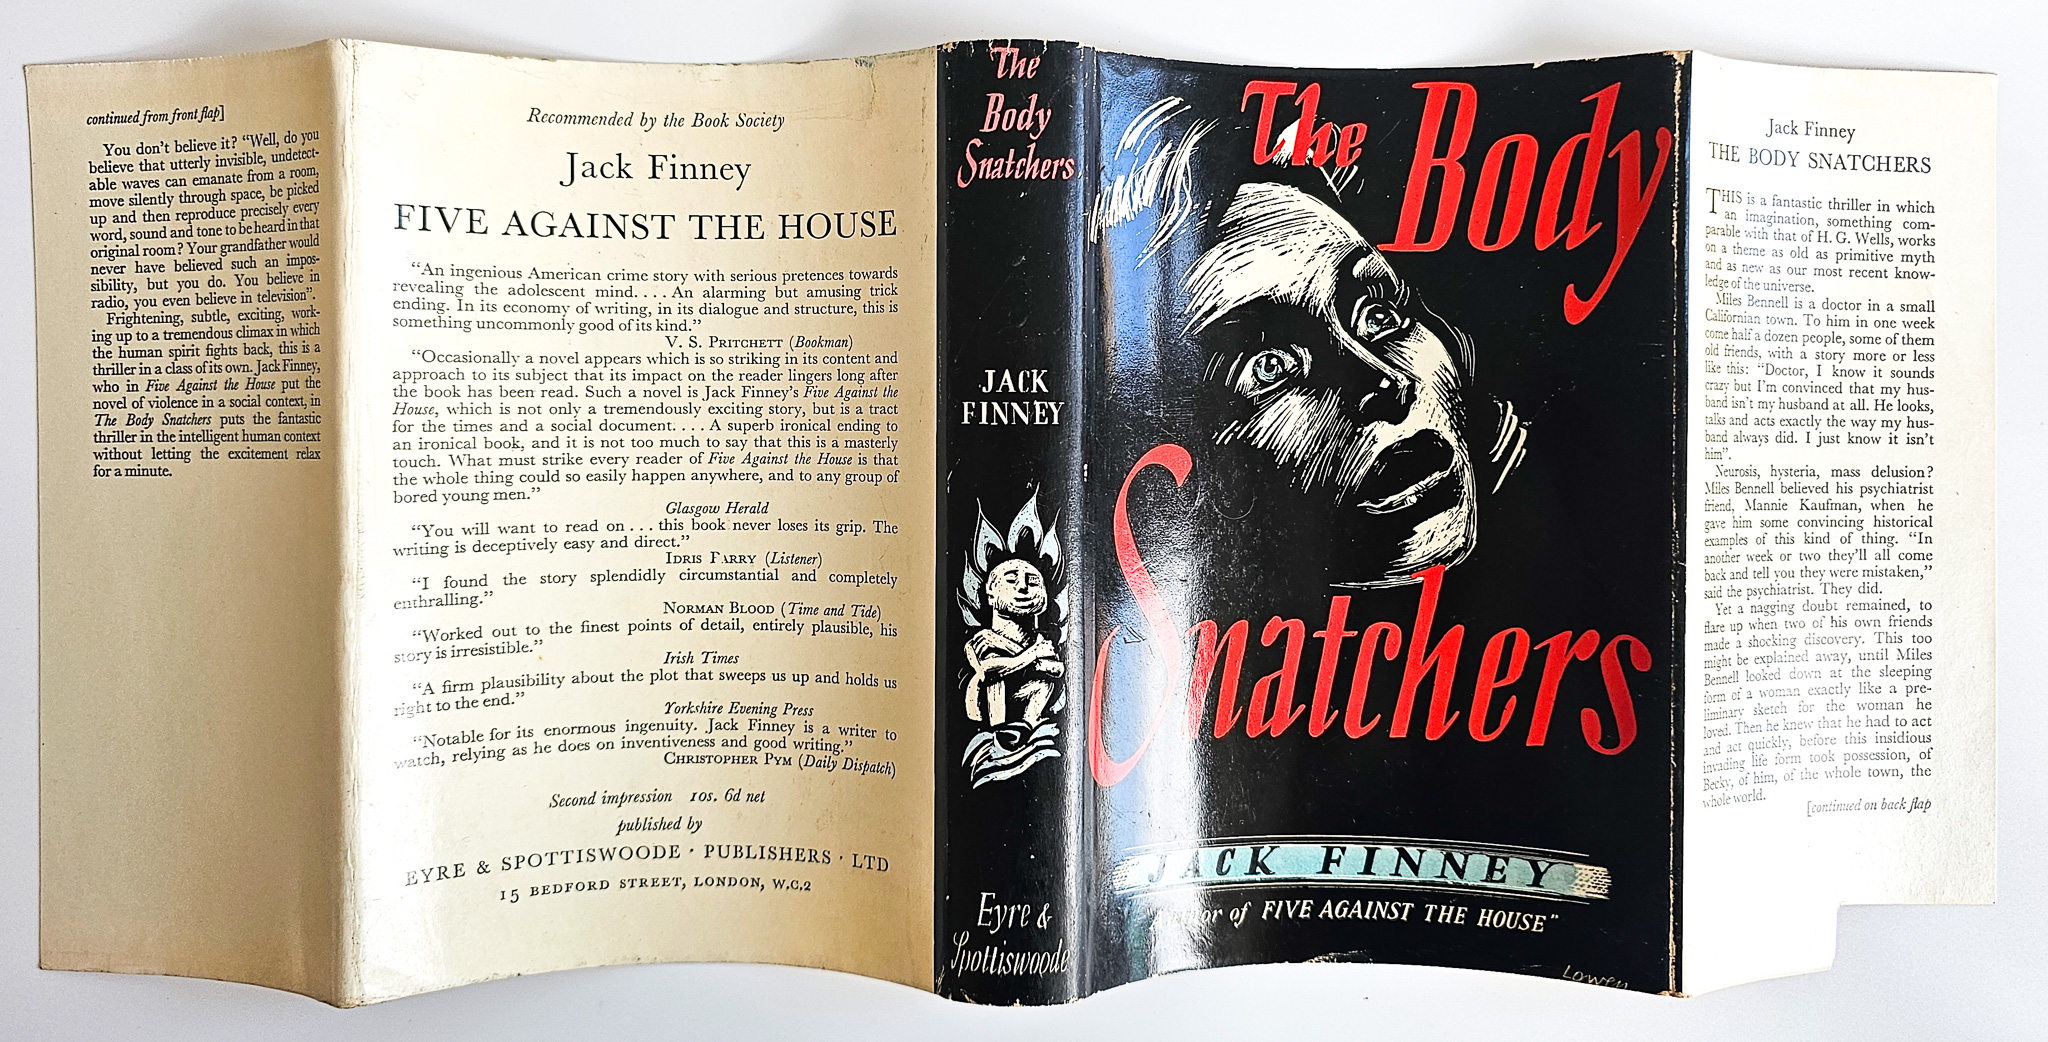 continued from front flap]
You don't believe it? "Well, do you
believe that utterly invisible, undetect-
able waves can emanate from a room,
move silently through space, be picked
up and then reproduce precisely every
word, sound and tone to be heard in that
original room? Your grandfather would
never have believed such an impos-
sibility, but you do. You believe in
radio, you even believe in television".
Frightening, subtle, exciting, work-
ing up to a tremendous climax in which
the human spirit fights back, this is a
thriller in a class of its own. Jack Finney,
who in Five Against the House put the
novel of violence in a social context, in
The Body Snatchers puts the fantastic
thriller in the intelligent human context
without letting the excitement relax
for a minute.
Recommended by the Book Society
Jack Finney
FIVE AGAINST THE HOUSE
"An ingenious American crime story with serious pretences towards
revealing the adolescent mind. . . . An alarming but amusing trick
ending. In its economy of writing, in its dialogue and structure, this is
something uncommonly good of its kind."
V. S. PRITCHETT (Bookman)
"Occasionally a novel appears which is so striking in its content and
approach to its subject that its impact on the reader lingers long after
the book has been read. Such a novel is Jack Finney's Five Against the
House, which is not only a tremendously exciting story, but is a tract
for the times and a social document. . . . A superb ironical ending to
an ironical book, and it is not too much to say that this is a masterly
touch. What must strike every reader of Five Against the House is that
the whole thing could so easily happen anywhere, and to any group of
bored young men."
Glasgow Herald
"You will want to read on . . . this book never loses its grip. The
writing is deceptively easy and direct."
IDRIS PARRY (Listener)
"I found the story splendidly circumstantial and completely
enthralling."
NORMAN BLOOD (Time and Tide)
"Worked out to the finest points of detail, entirely plausible, his
story is irresistible."
Irish Times
"A firm plausibility about the plot that sweeps us up and holds us
right to the end."
Yorkshire Evening Press
"Notable for its enormous ingenuity. Jack Finney is a writer to
watch, relying as he does on inventiveness and good writing."
CHRISTOPHER PYM (Daily Dispatch)
Second impression 10s. 6d net
published by
EYRE & SPOTTISWOODE · PUBLISHERS · LTD
15 BEDFORD STREET, LONDON, W.C.2
The
Body
Snatchers
JACK
FINNEY
Eyre &
Spottiswoode
The Body
Snatchers
JACK FINNEY
"Author of FIVE AGAINST THE HOUSE"
Lowen
Jack Finney
THE BODY SNATCHERS
THIS is a fantastic thriller in which
an imagination, something com-
parable with that of H. G. Wells, works
on a theme as old as primitive myth
and as new as our most recent know-
ledge of the universe.
Miles Bennell is a doctor in a small
Californian town. To him in one week
come half a dozen people, some of them
old friends, with a story more or less
like this: "Doctor, I know it sounds
crazy but I'm convinced that my hus-
band isn't my husband at all. He looks,
talks and acts exactly the way my hus-
band always did. I just know it isn't
him".
Neurosis, hysteria, mass delusion?
Miles Bennell believed his psychiatrist
friend, Mannie Kaufman, when he
gave him some convincing historical
examples of this kind of thing. "In
another week or two they'll all come
back and tell you they were mistaken,"
said the psychiatrist. They did.
Yet a nagging doubt remained, to
flare up when two of his own friends
made a shocking discovery. This too
might be explained away, until Miles
Bennell looked down at the sleeping
form of a woman exactly like a pre-
liminary sketch for the woman he
loved. Then he knew that he had to act
and act quickly, before this insidious
invading life form took possession, of
Becky, of him, of the whole town, the
whole world.
[continued on back flap